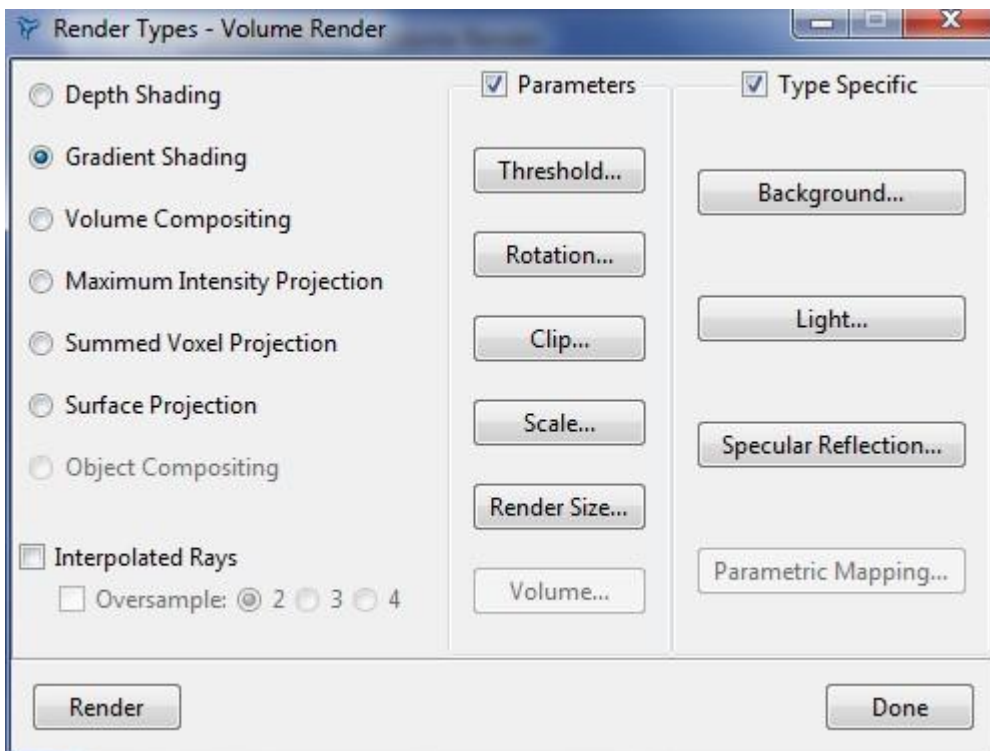 Render Types - Volume Render
Depth Shading
Gradient Shading
Volume Compositing
Maximum Intensity Projection
Summed Voxel Projection
Surface Projection
Object Compositing
Interpolated Rays
Oversample: 2 3 4
Parameters
Threshold...
Rotation...
Clip...
Scale...
Render Size...
Volume...
Type Specific
Background...
Light...
Specular Reflection...
Parametric Mapping...
Render
Done